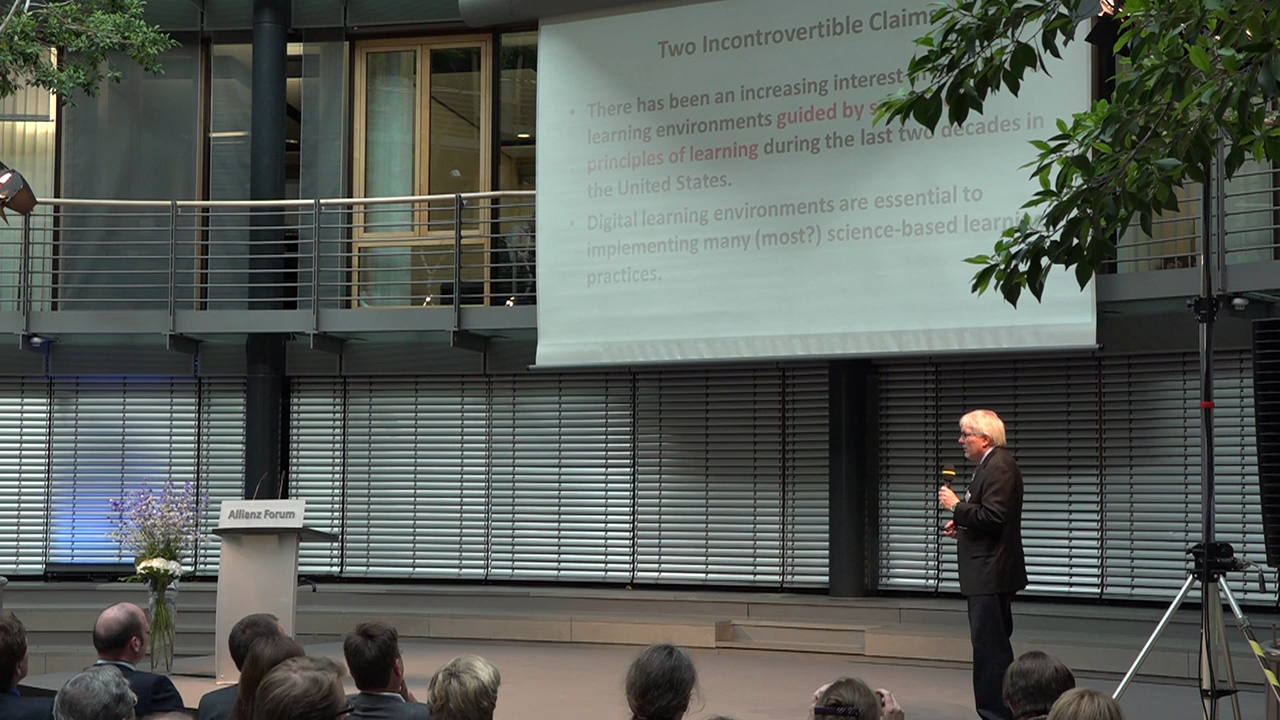 Two Incontrovertible Claims
• There has been an increasing interest
learning environments guided by
principles of learning during the last two decades in
the United States.
• Digital learning environments are essential to
implementing many (most?) science-based learning
practices.
Allianz Forum